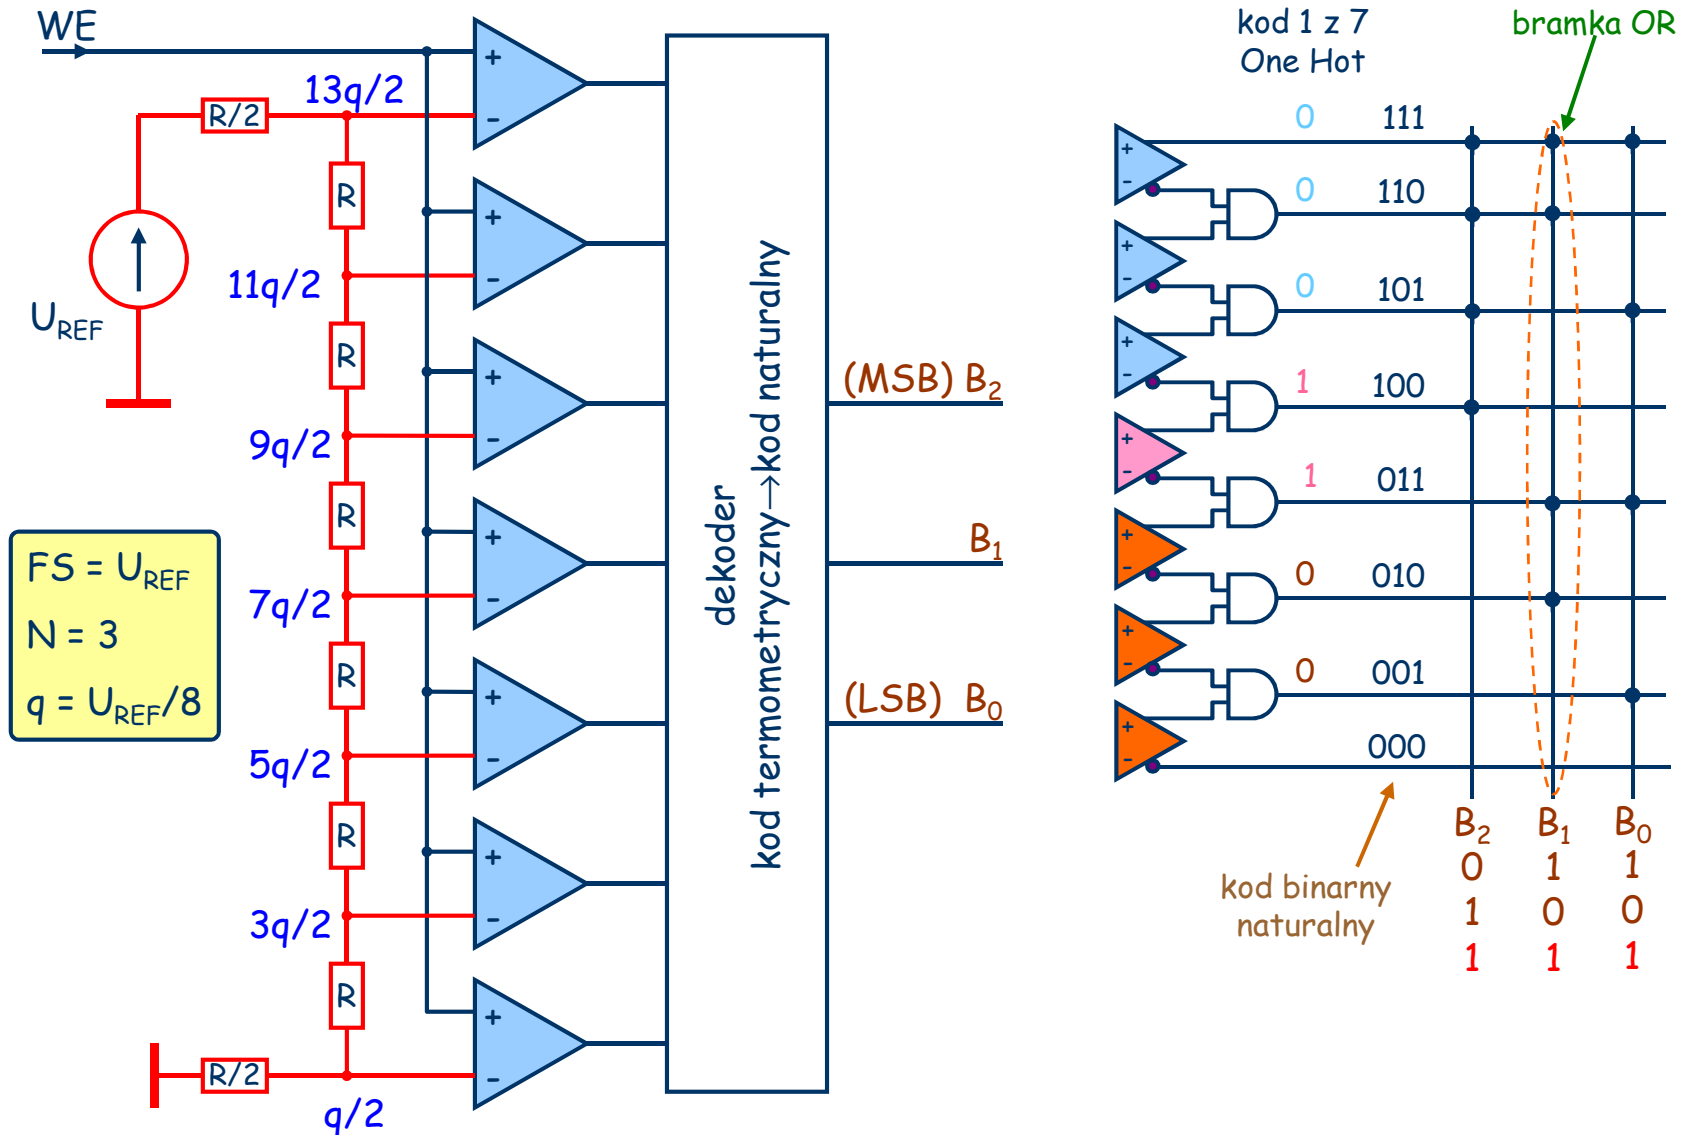 WE
13q/2
R/2
+
-
R
+
11q/2
-
U_REF
R
+
(MSB) B₂
9q/2
-
R
FS = U_REF
N = 3
q = U_REF/8
+
B₁
7q/2
-
R
+
(LSB) B₀
5q/2
-
R
+
3q/2
-
R
+
R/2
-
q/2
dekoder
kod termometryczny→kod naturalny
kod 1 z 7
One Hot
bramka OR
0 111
+
-
0 110
+
-
0 101
+
-
1 100
+
-
1 011
+
-
0 010
+
-
0 001
+
-
000
B₂ B₁ B₀
0 1 1
1 0 0
1 1 1
kod binarny
naturalny